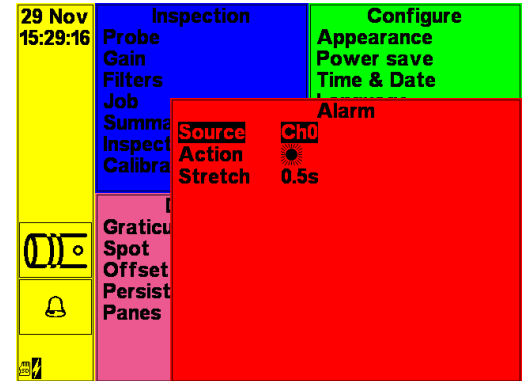 29 Nov
15:29:16
Inspection
Probe
Gain
Filters
Job
Configure
Appearance
Power save
Time & Date
Alarm
Source Ch0
Action
Stretch 0.5s
Spot
Offset
Panes